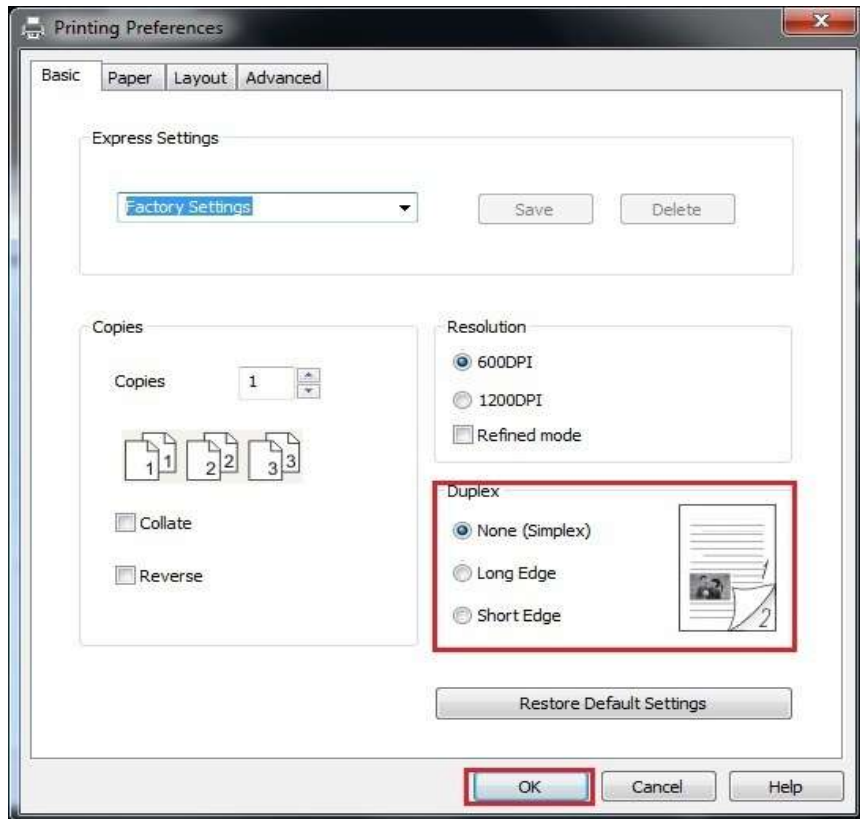 Printing Preferences
Basic Paper Layout Advanced
Express Settings
Factory Settings Save Delete
Copies
Copies 1
1 1 2 2 3 3
Collate
Reverse
Resolution
600DPI
1200DPI
Refined mode
Duplex
None (Simplex)
Long Edge
Short Edge
1
2
Restore Default Settings
OK Cancel Help